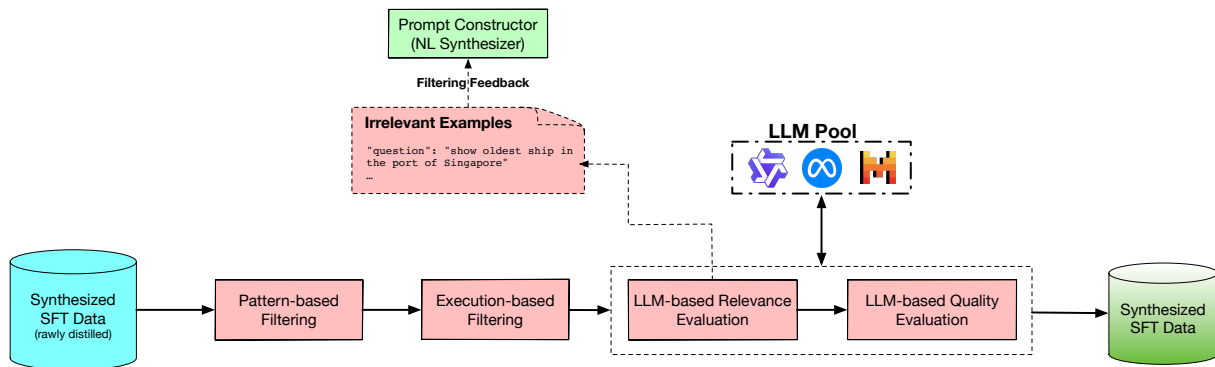 Prompt Constructor
(NL Synthesizer)
Filtering Feedback
Irrelevant Examples
"question": "show oldest ship in
the port of Singapore"
…
LLM Pool
Synthesized
SFT Data
(rawly distilled)
Pattern-based
Filtering
Execution-based
Filtering
LLM-based Relevance
Evaluation
LLM-based Quality
Evaluation
Synthesized
SFT Data